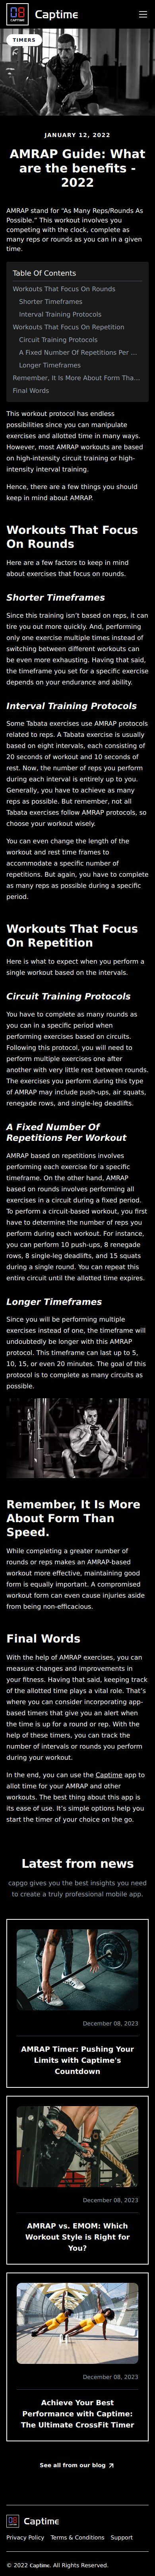 Captime
TIMERS
JANUARY 12, 2022
AMRAP Guide: What
are the benefits -
2022
AMRAP stand for “As Many Reps/Rounds As
Possible.” This workout involves you
competing with the clock, complete as
many reps or rounds as you can in a given
time.
Table Of Contents
Workouts That Focus On Rounds
Shorter Timeframes
Interval Training Protocols
Workouts That Focus On Repetition
Circuit Training Protocols
A Fixed Number Of Repetitions Per ...
Longer Timeframes
Remember, It Is More About Form Tha...
Final Words
This workout protocol has endless
possibilities since you can manipulate
exercises and allotted time in many ways.
However, most AMRAP workouts are based
on high-intensity circuit training or high-
intensity interval training.
Hence, there are a few things you should
keep in mind about AMRAP.
Workouts That Focus
On Rounds
Here are a few factors to keep in mind
about exercises that focus on rounds.
Shorter Timeframes
Since this training isn’t based on reps, it can
tire you out more quickly. And, performing
only one exercise multiple times instead of
switching between different workouts can
be even more exhausting. Having that said,
the timeframe you set for a specific exercise
depends on your endurance and ability.
Interval Training Protocols
Some Tabata exercises use AMRAP protocols
related to reps. A Tabata exercise is usually
based on eight intervals, each consisting of
20 seconds of workout and 10 seconds of
rest. Now, the number of reps you perform
during each interval is entirely up to you.
Generally, you have to achieve as many
reps as possible. But remember, not all
Tabata exercises follow AMRAP protocols, so
choose your workout wisely.
You can even change the length of the
workout and rest time frames to
accommodate a specific number of
repetitions. But again, you have to complete
as many reps as possible during a specific
period.
Workouts That Focus
On Repetition
Here is what to expect when you perform a
single workout based on the intervals.
Circuit Training Protocols
You have to complete as many rounds as
you can in a specific period when
performing exercises based on circuits.
Following this protocol, you will need to
perform multiple exercises one after
another with very little rest between rounds.
The exercises you perform during this type
of AMRAP may include push-ups, air squats,
renegade rows, and single-leg deadlifts.
A Fixed Number Of
Repetitions Per Workout
AMRAP based on repetitions involves
performing each exercise for a specific
timeframe. On the other hand, AMRAP
based on rounds involves performing all
exercises in a circuit during a fixed period.
To perform a circuit-based workout, you first
have to determine the number of reps you
perform during each workout. For instance,
you can perform 10 push-ups, 8 renegade
rows, 8 single-leg deadlifts, and 15 squats
during a single round. You can repeat this
entire circuit until the allotted time expires.
Longer Timeframes
Since you will be performing multiple
exercises instead of one, the timeframe will
undoubtedly be longer with this AMRAP
protocol. This timeframe can last up to 5,
10, 15, or even 20 minutes. The goal of this
protocol is to complete as many circuits as
possible.
Remember, It Is More
About Form Than
Speed.
While completing a greater number of
rounds or reps makes an AMRAP-based
workout more effective, maintaining good
form is equally important. A compromised
workout form can even cause injuries aside
from being non-efficacious.
Final Words
With the help of AMRAP exercises, you can
measure changes and improvements in
your fitness. Having that said, keeping track
of the allotted time plays a vital role. That’s
where you can consider incorporating app-
based timers that give you an alert when
the time is up for a round or rep. With the
help of these timers, you can track the
number of intervals or rounds you perform
during your workout.
In the end, you can use the Captime app to
allot time for your AMRAP and other
workouts. The best thing about this app is
its ease of use. It’s simple options help you
start the timer of your choice on the go.
Latest from news
capgo gives you the best insights you need
to create a truly professional mobile app.
December 08, 2023
AMRAP Timer: Pushing Your
Limits with Captime's
Countdown
December 08, 2023
AMRAP vs. EMOM: Which
Workout Style is Right for
You?
December 08, 2023
Achieve Your Best
Performance with Captime:
The Ultimate CrossFit Timer
See all from our blog
Captime
Privacy Policy Terms & Conditions Support
© 2022 Captime. All Rights Reserved.